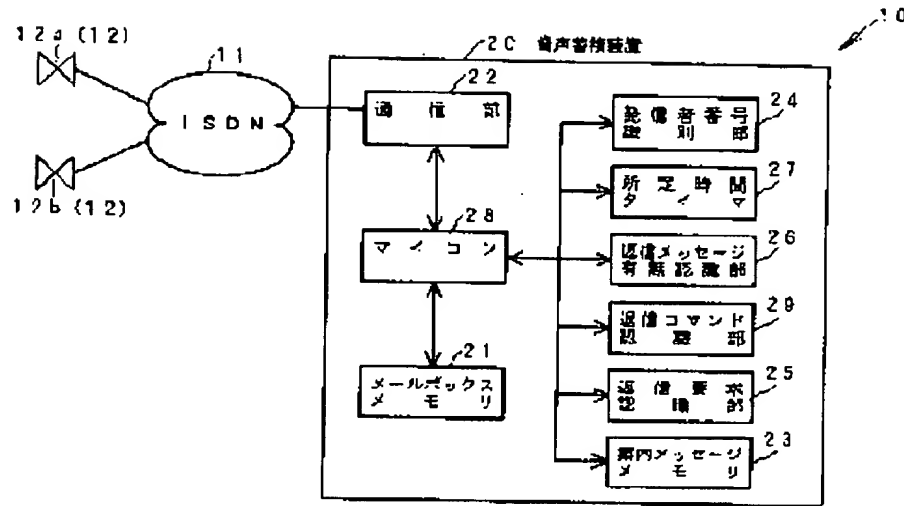 10
12a (12)
11
20 音声蓄積装置
22
通信部
24
発信者番号
識別部
ISDN
27
所定時間
タイマ
12b (12)
28
マイコン
26
返信メッセージ
有無認識部
29
返信コマンド
認識部
21
メールボックス
メモリ
25
返信要求
認識部
23
案内メッセージ
メモリ